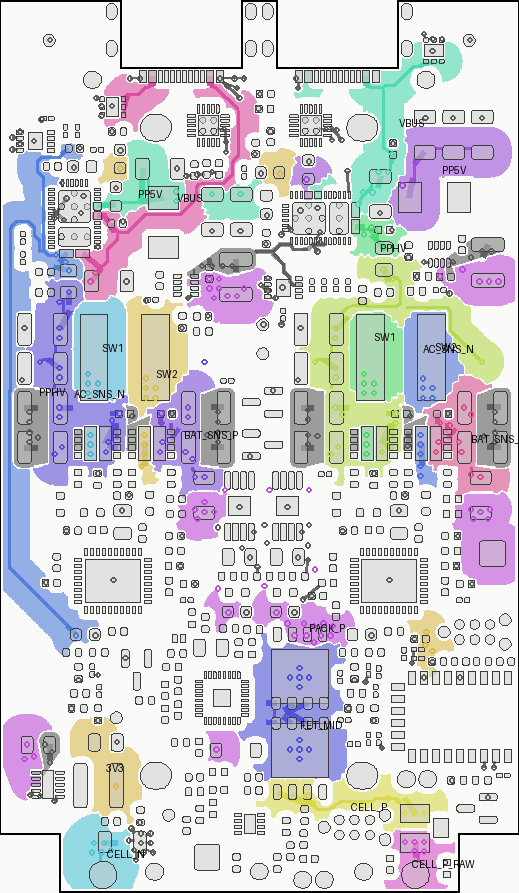 VBUS
PP5V
PP5V
VBUS
PPHV
SW1
SW1
SW2
AC_SNS_N
SW2
PPHV
AC_SNS_N
BAT_SNS_P
BAT_SNS_
PACK_P
FET_MID
3V3
CELL_P
CELL_N
CELL_P_RAW